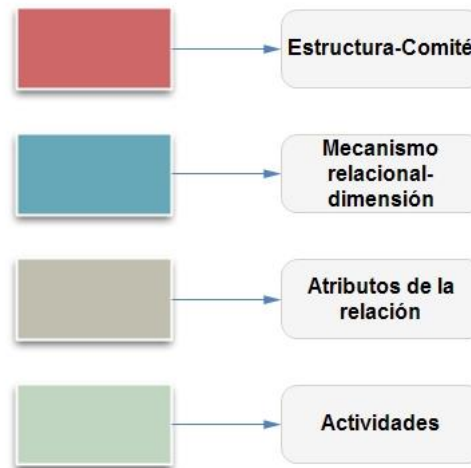 Estructura-Comité
Mecanismo
relacional-
dimensión
Atributos de la
relación
Actividades